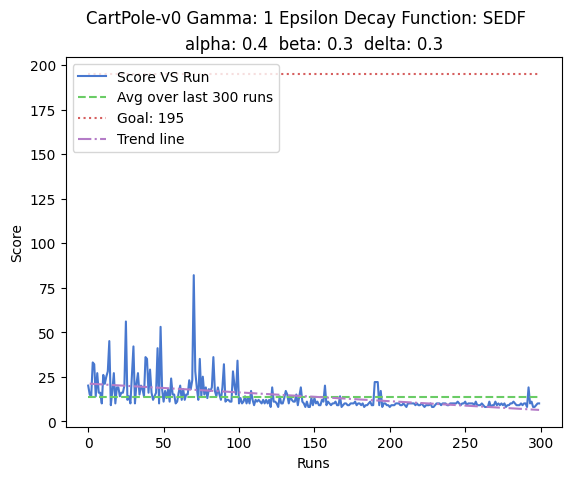 CartPole-v0 Gamma: 1 Epsilon Decay Function: SEDF
alpha: 0.4 beta: 0.3 delta: 0.3
Score VS Run
Avg over last 300 runs
Goal: 195
Trend line
200
175
150
125
100
75
50
25
0
Score
0 50 100 150 200 250 300
Runs